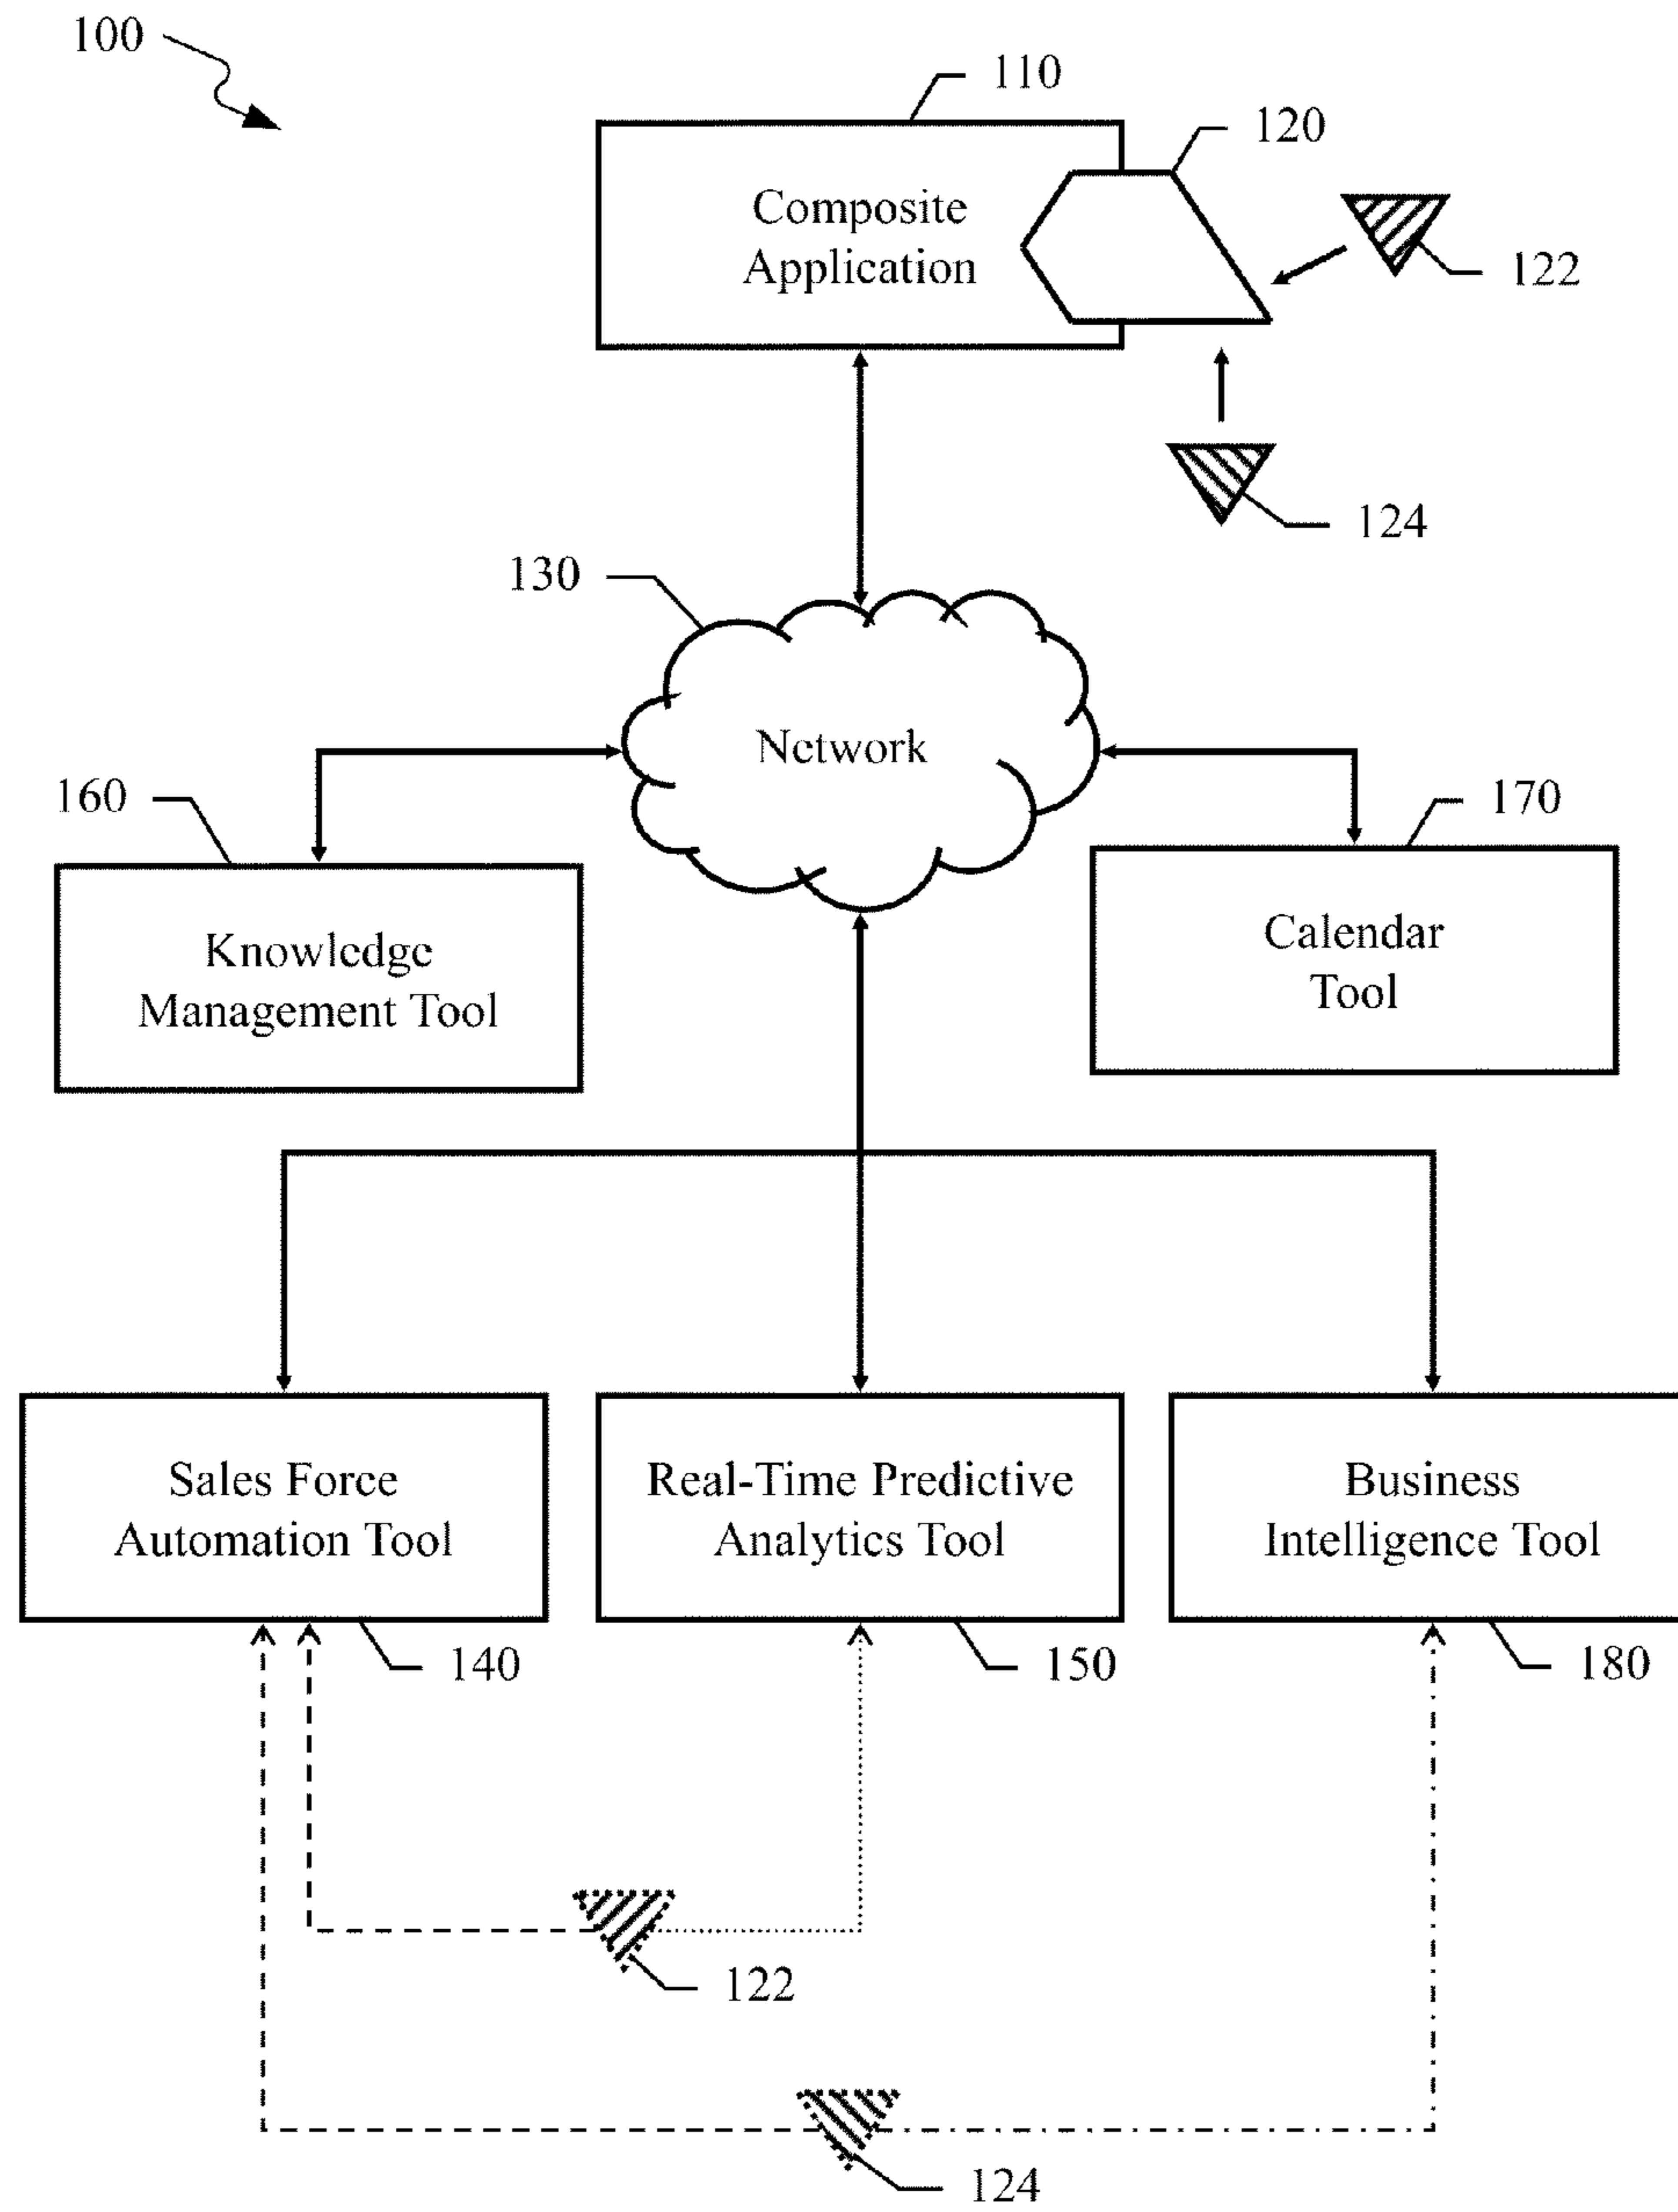 100
110
120
Composite
Application
122
124
130
Network
160
170
Knowledge
Management Tool
Calendar
Tool
Sales Force
Automation Tool
Real-Time Predictive
Analytics Tool
Business
Intelligence Tool
140
150
180
122
124